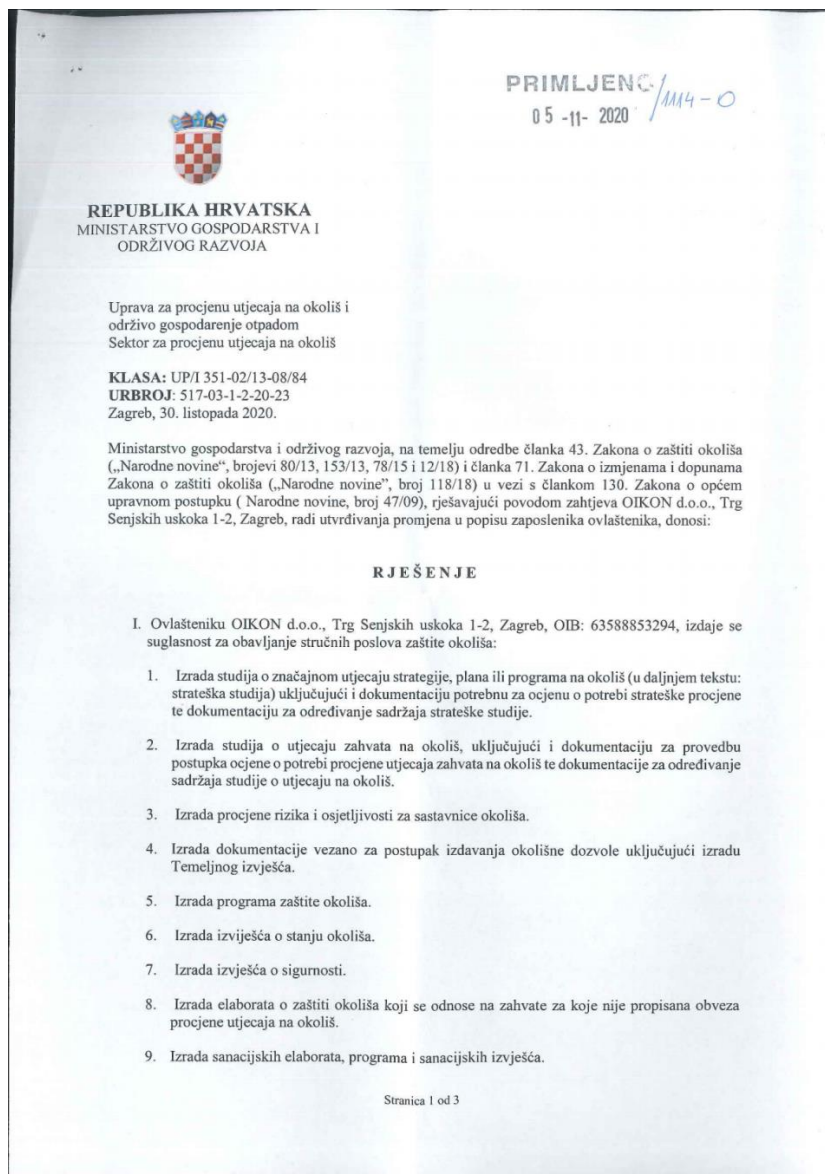 PRIMLJENO
/1114-0
05 -11- 2020
REPUBLIKA HRVATSKA
MINISTARSTVO GOSPODARSTVA I
ODRŽIVOG RAZVOJA
Uprava za procjenu utjecaja na okoliš i
održivo gospodarenje otpadom
Sektor za procjenu utjecaja na okoliš
KLASA: UP/I 351-02/13-08/84
URBROJ: 517-03-1-2-20-23
Zagreb, 30. listopada 2020.
Ministarstvo gospodarstva i održivog razvoja, na temelju odredbe članka 43. Zakona o zaštiti okoliša
(„Narodne novine“, brojevi 80/13, 153/13, 78/15 i 12/18) i članka 71. Zakona o izmjenama i dopunama
Zakona o zaštiti okoliša („Narodne novine”, broj 118/18) u vezi s člankom 130. Zakona o općem
upravnom postupku ( Narodne novine, broj 47/09), rješavajući povodom zahtjeva OIKON d.o.o., Trg
Senjskih uskoka 1-2, Zagreb, radi utvrđivanja promjena u popisu zaposlenika ovlaštenika, donosi:
RJEŠENJE
I. Ovlašteniku OIKON d.o.o., Trg Senjskih uskoka 1-2, Zagreb, OIB: 63588853294, izdaje se
suglasnost za obavljanje stručnih poslova zaštite okoliša:
1. Izrada studija o značajnom utjecaju strategije, plana ili programa na okoliš (u daljnjem tekstu:
strateška studija) uključujući i dokumentaciju potrebnu za ocjenu o potrebi strateške procjene
te dokumentaciju za određivanje sadržaja strateške studije.
2. Izrada studija o utjecaju zahvata na okoliš, uključujući i dokumentaciju za provedbu
postupka ocjene o potrebi procjene utjecaja zahvata na okoliš te dokumentacije za određivanje
sadržaja studije o utjecaju na okoliš.
3. Izrada procjene rizika i osjetljivosti za sastavnice okoliša.
4. Izrada dokumentacije vezano za postupak izdavanja okolišne dozvole uključujući izradu
Temeljnog izvješća.
5. Izrada programa zaštite okoliša.
6. Izrada izviješća o stanju okoliša.
7. Izrada izvješća o sigurnosti.
8. Izrada elaborata o zaštiti okoliša koji se odnose na zahvate za koje nije propisana obveza
procjene utjecaja na okoliš.
9. Izrada sanacijskih elaborata, programa i sanacijskih izvješća.
Stranica 1 od 3